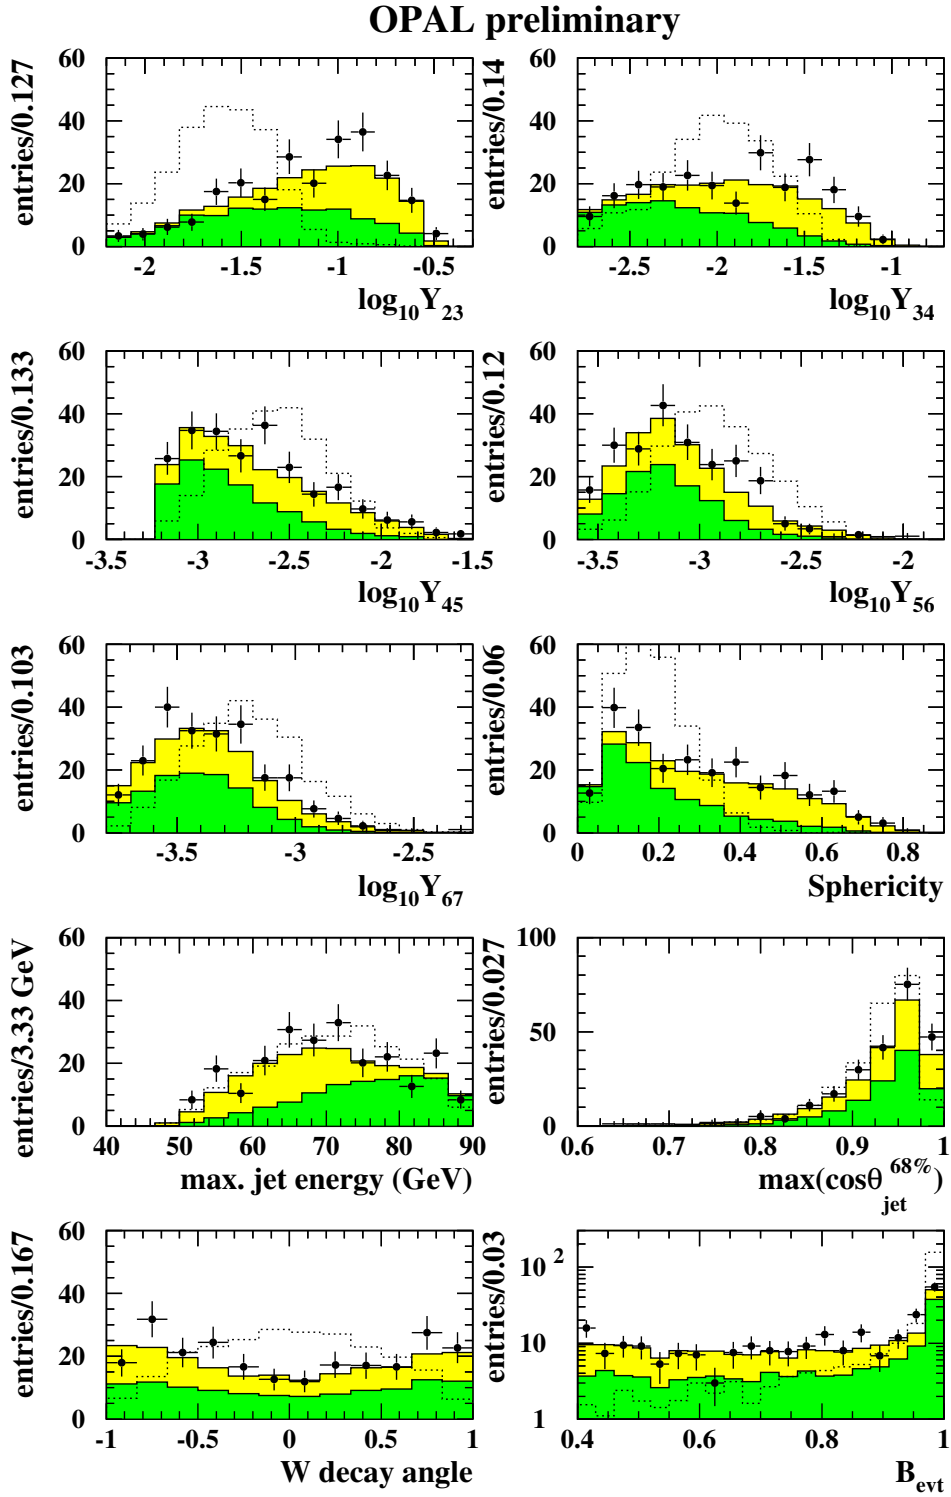 OPAL preliminary
entries/0.127
60
40
20
0
-2 -1.5 -1 -0.5
log10Y23
entries/0.14
60
40
20
0
-2.5 -2 -1.5 -1
log10Y34
entries/0.133
60
40
20
0
-3.5 -3 -2.5 -2 -1.5
log10Y45
entries/0.12
60
40
20
0
-3.5 -3 -2.5 -2
log10Y56
entries/0.103
60
40
20
0
-3.5 -3 -2.5
log10Y67
entries/0.06
60
40
20
0
0 0.2 0.4 0.6 0.8
Sphericity
entries/3.33 GeV
60
40
20
0
40 50 60 70 80 90
max. jet energy (GeV)
entries/0.027
100
50
0
0.6 0.7 0.8 0.9 1
max(cosθjet68%)
entries/0.167
60
40
20
0
-1 -0.5 0 0.5 1
W decay angle
entries/0.03
10 2
10
1
0.4 0.6 0.8 1
Bevt